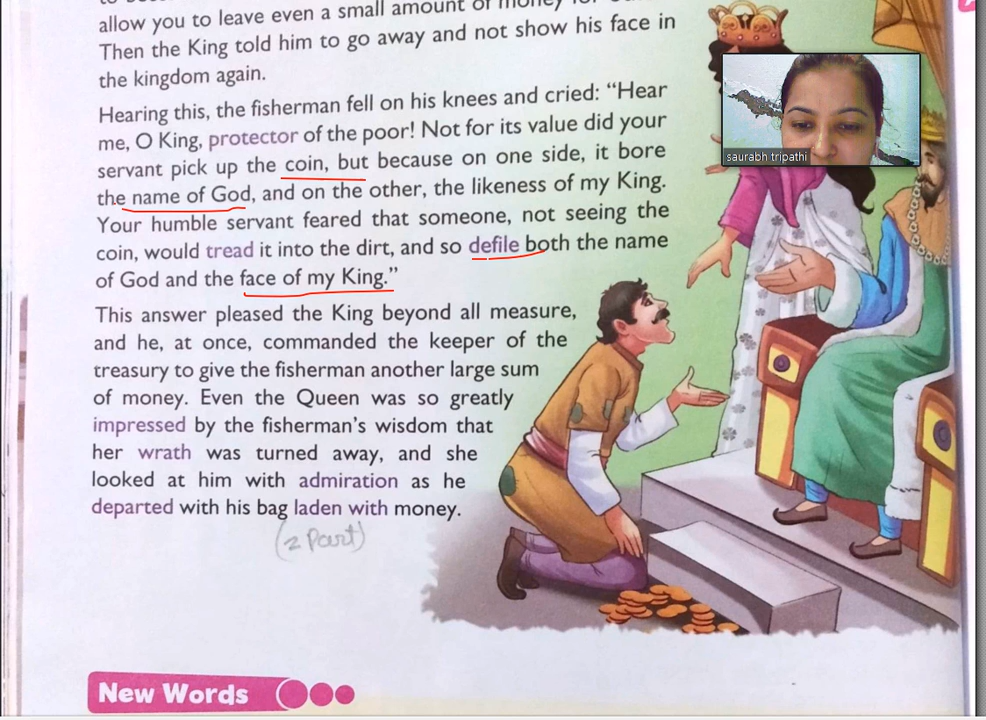 allow you to leave even a small amount of money for
Then the King told him to go away and not show his face in
the kingdom again.
Hearing this, the fisherman fell on his knees and cried: “Hear
me, O King, protector of the poor! Not for its value did your
servant pick up the coin, but because on one side, it bore
the name of God, and on the other, the likeness of my King.
Your humble servant feared that someone, not seeing the
coin, would tread it into the dirt, and so defile both the name
of God and the face of my King.”
This answer pleased the King beyond all measure,
and he, at once, commanded the keeper of the
treasury to give the fisherman another large sum
of money. Even the Queen was so greatly
impressed by the fisherman’s wisdom that
her wrath was turned away, and she
looked at him with admiration as he
departed with his bag laden with money.
(2 Part)
New Words
saurabh tripathi